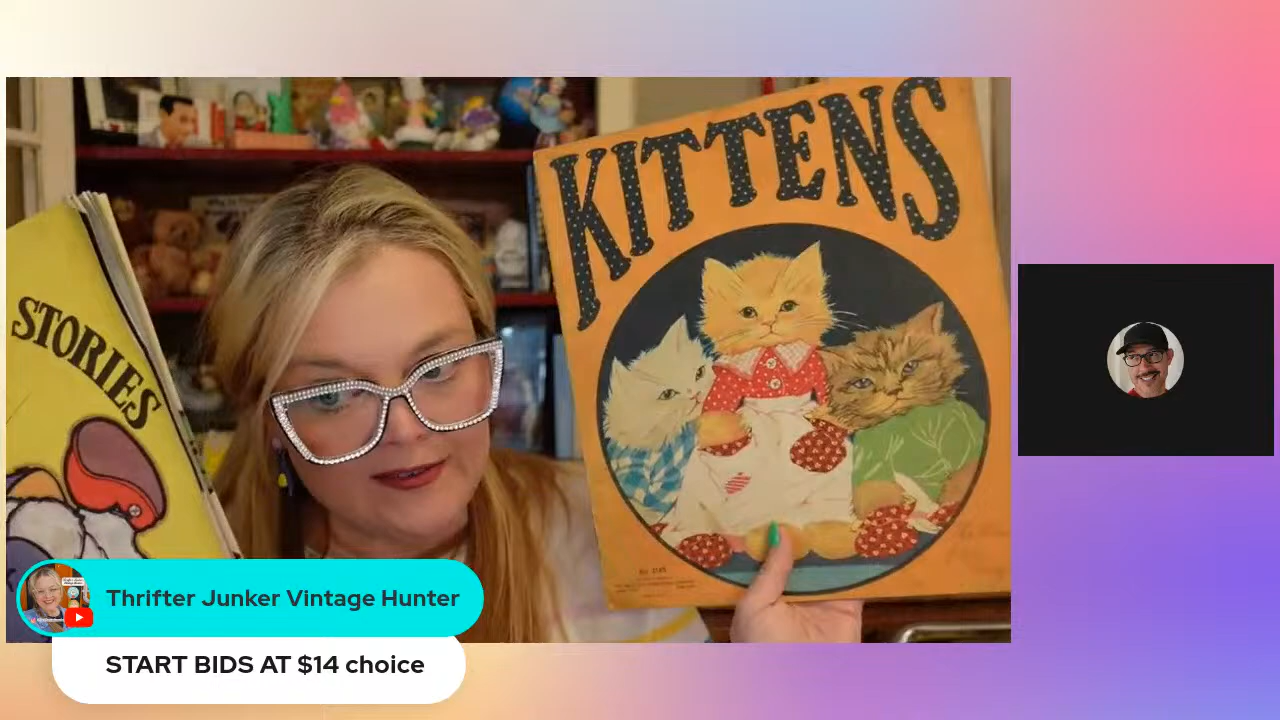 KITTENS
STORIES
Thrifter Junker Vintage Hunter
START BIDS AT $14 choice